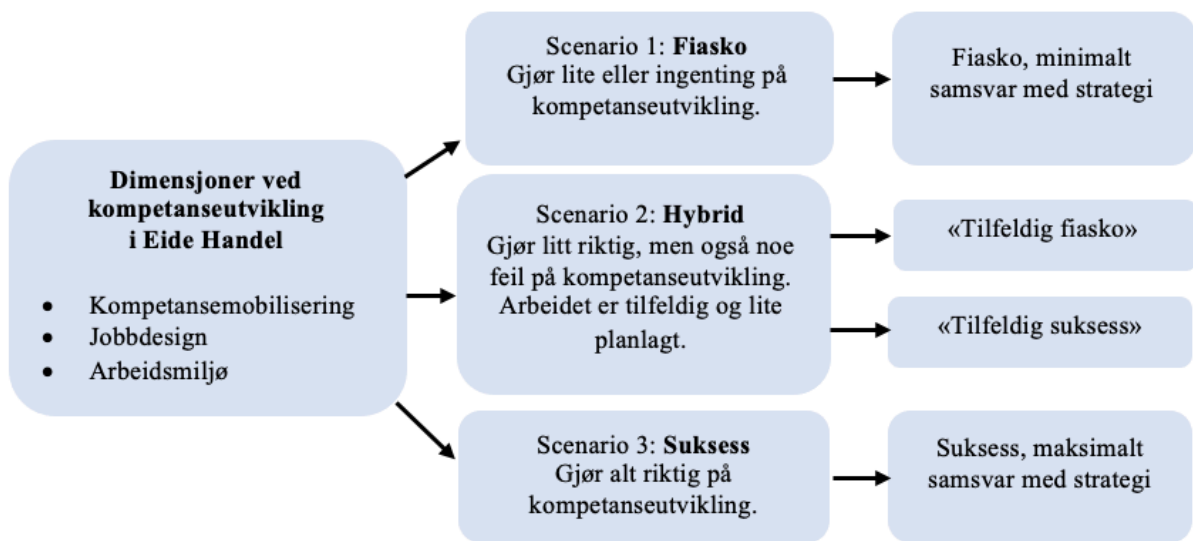 Dimensjoner ved
kompetanseutvikling
i Eide Handel
• Kompetansemobilisering
• Jobbdesign
• Arbeidsmiljø
Scenario 1: Fiasko
Gjør lite eller ingenting på
kompetanseutvikling.
Fiasko, minimalt
samsvar med strategi
Scenario 2: Hybrid
Gjør litt riktig, men også noe
feil på kompetanseutvikling.
Arbeidet er tilfeldig og lite
planlagt.
«Tilfeldig fiasko»
«Tilfeldig suksess»
Scenario 3: Suksess
Gjør alt riktig på
kompetanseutvikling.
Suksess, maksimalt
samsvar med strategi